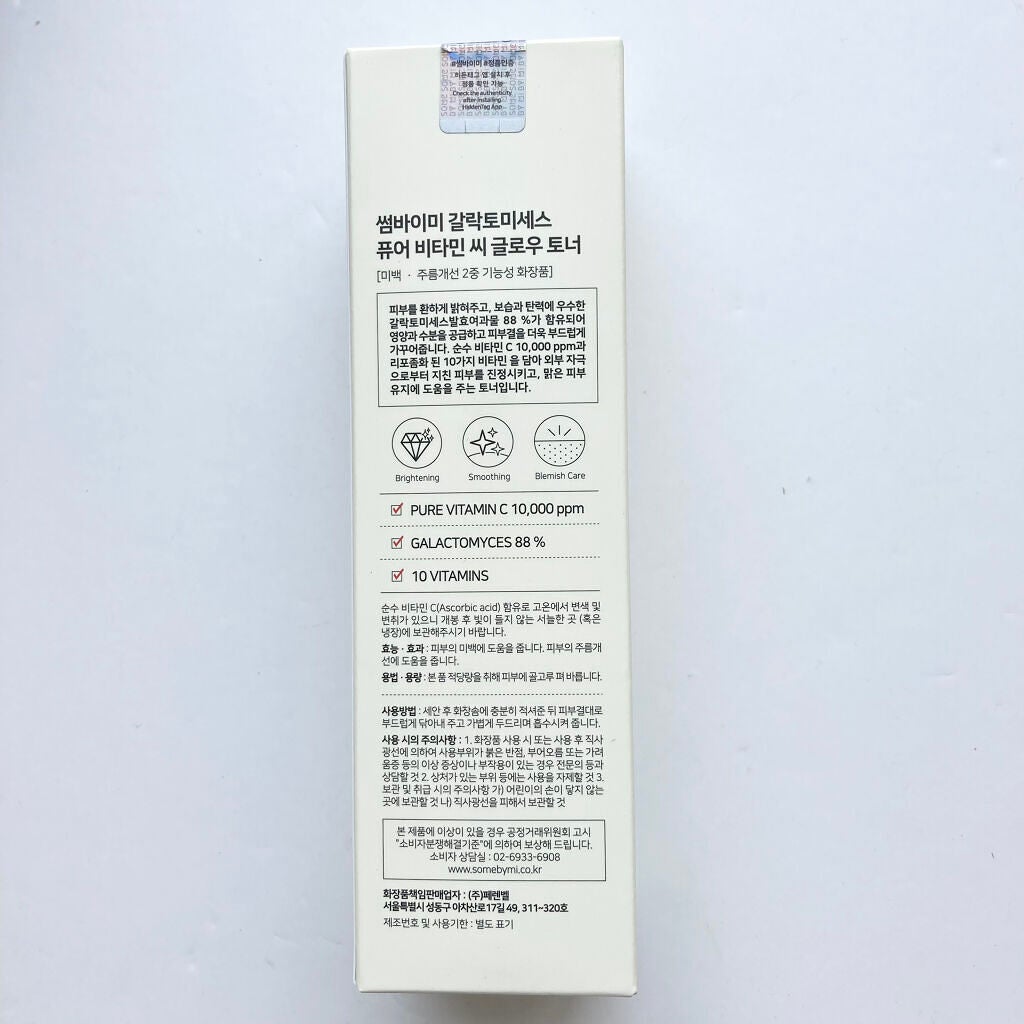 #썸바이미 #정품인증
히든태그 앱 설치 후
정품 확인 가능
Check the authenticity
after installing
HiddenTag App
썸바이미 갈락토미세스
퓨어 비타민 씨 글로우 토너
[미백 · 주름개선 2중 기능성 화장품]
피부를 환하게 밝혀주고, 보습과 탄력에 우수한
갈락토미세스발효여과물 88 %가 함유되어
영양과 수분을 공급하고 피부결을 더욱 부드럽게
가꾸어줍니다. 순수 비타민 C 10,000 ppm과
리포좀화 된 10가지 비타민 을 담아 외부 자극
으로부터 지친 피부를 진정시키고, 맑은 피부
유지에 도움을 주는 토너입니다.
Brightening Smoothing Blemish Care
PURE VITAMIN C 10,000 ppm
GALACTOMYCES 88 %
10 VITAMINS
순수 비타민 C(Ascorbic acid) 함유로 고온에서 변색 및
변취가 있으니 개봉 후 빛이 들지 않는 서늘한 곳 (혹은
냉장)에 보관해주시기 바랍니다.
효능 · 효과 : 피부의 미백에 도움을 줍니다. 피부의 주름개
선에 도움을 줍니다.
용법 · 용량 : 본 품 적당량을 취해 피부에 골고루 펴 바릅니다.
사용방법 : 세안 후 화장솜에 충분히 적셔준 뒤 피부결대로
부드럽게 닦아내 주고 가볍게 두드리며 흡수시켜 줍니다.
사용 시의 주의사항 : 1. 화장품 사용 시 또는 사용 후 직사
광선에 의하여 사용부위가 붉은 반점, 부어오름 또는 가려
움증 등의 이상 증상이나 부작용이 있는 경우 전문의 등과
상담할 것 2. 상처가 있는 부위 등에는 사용을 자제할 것 3.
보관 및 취급 시의 주의사항 가) 어린이의 손이 닿지 않는
곳에 보관할 것 나) 직사광선을 피해서 보관할 것
본 제품에 이상이 있을 경우 공정거래위원회 고시
"소비자분쟁해결기준"에 의하여 보상해 드립니다.
소비자 상담실 : 02-6933-6908
www.somebymi.co.kr
화장품책임판매업자 : (주)페렌벨
서울특별시 성동구 아차산로17길 49, 311~320호
제조번호 및 사용기한 : 별도 표기